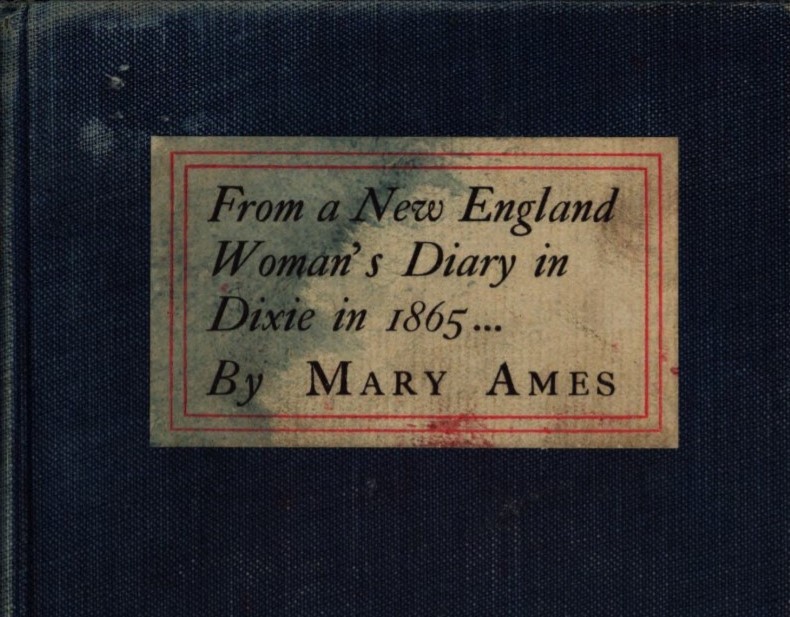 From a New England
Woman's Diary in
Dixie in 1865...
By MARY AMES